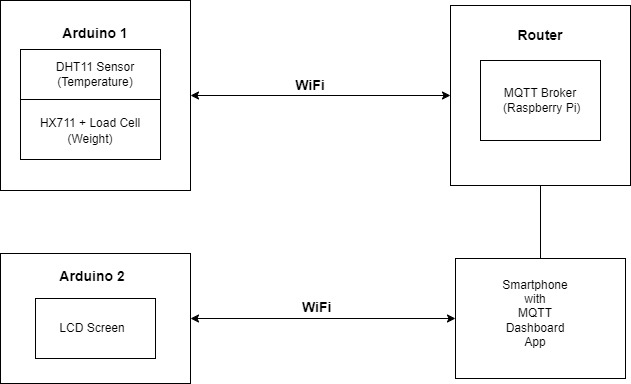 Arduino 1
DHT11 Sensor
(Temperature)
HX711 + Load Cell
(Weight)
WiFi
Router
MQTT Broker
(Raspberry Pi)
Arduino 2
LCD Screen
WiFi
Smartphone
with
MQTT
Dashboard
App